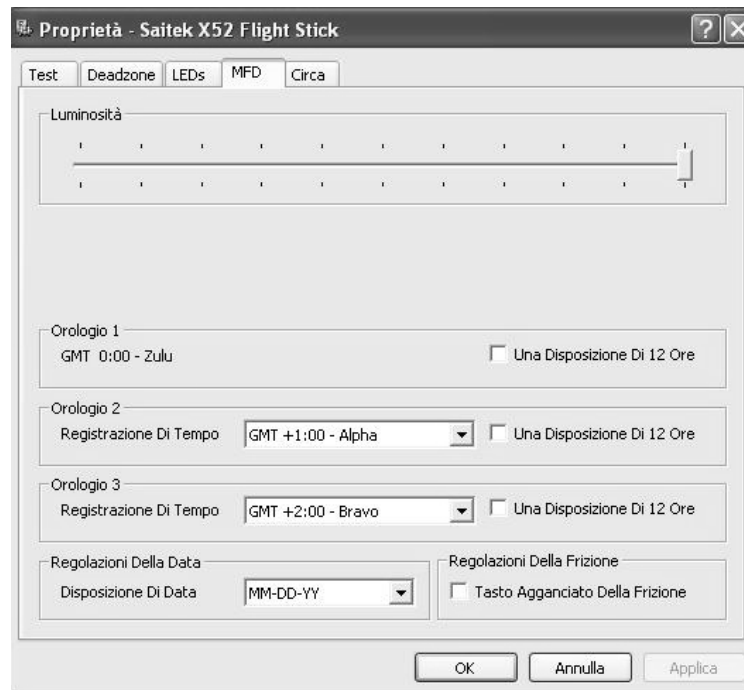 Proprietà - Saitek X52 Flight Stick
Test Deadzone LEDs MFD Circa
Luminosità
Orologio 1
GMT 0:00 - Zulu Una Disposizione Di 12 Ore
Orologio 2
Registrazione Di Tempo GMT +1:00 - Alpha Una Disposizione Di 12 Ore
Orologio 3
Registrazione Di Tempo GMT +2:00 - Bravo Una Disposizione Di 12 Ore
Regolazioni Della Data Regolazioni Della Frizione
Disposizione Di Data MM-DD-YY Tasto Agganciato Della Frizione
OK Annulla Applica